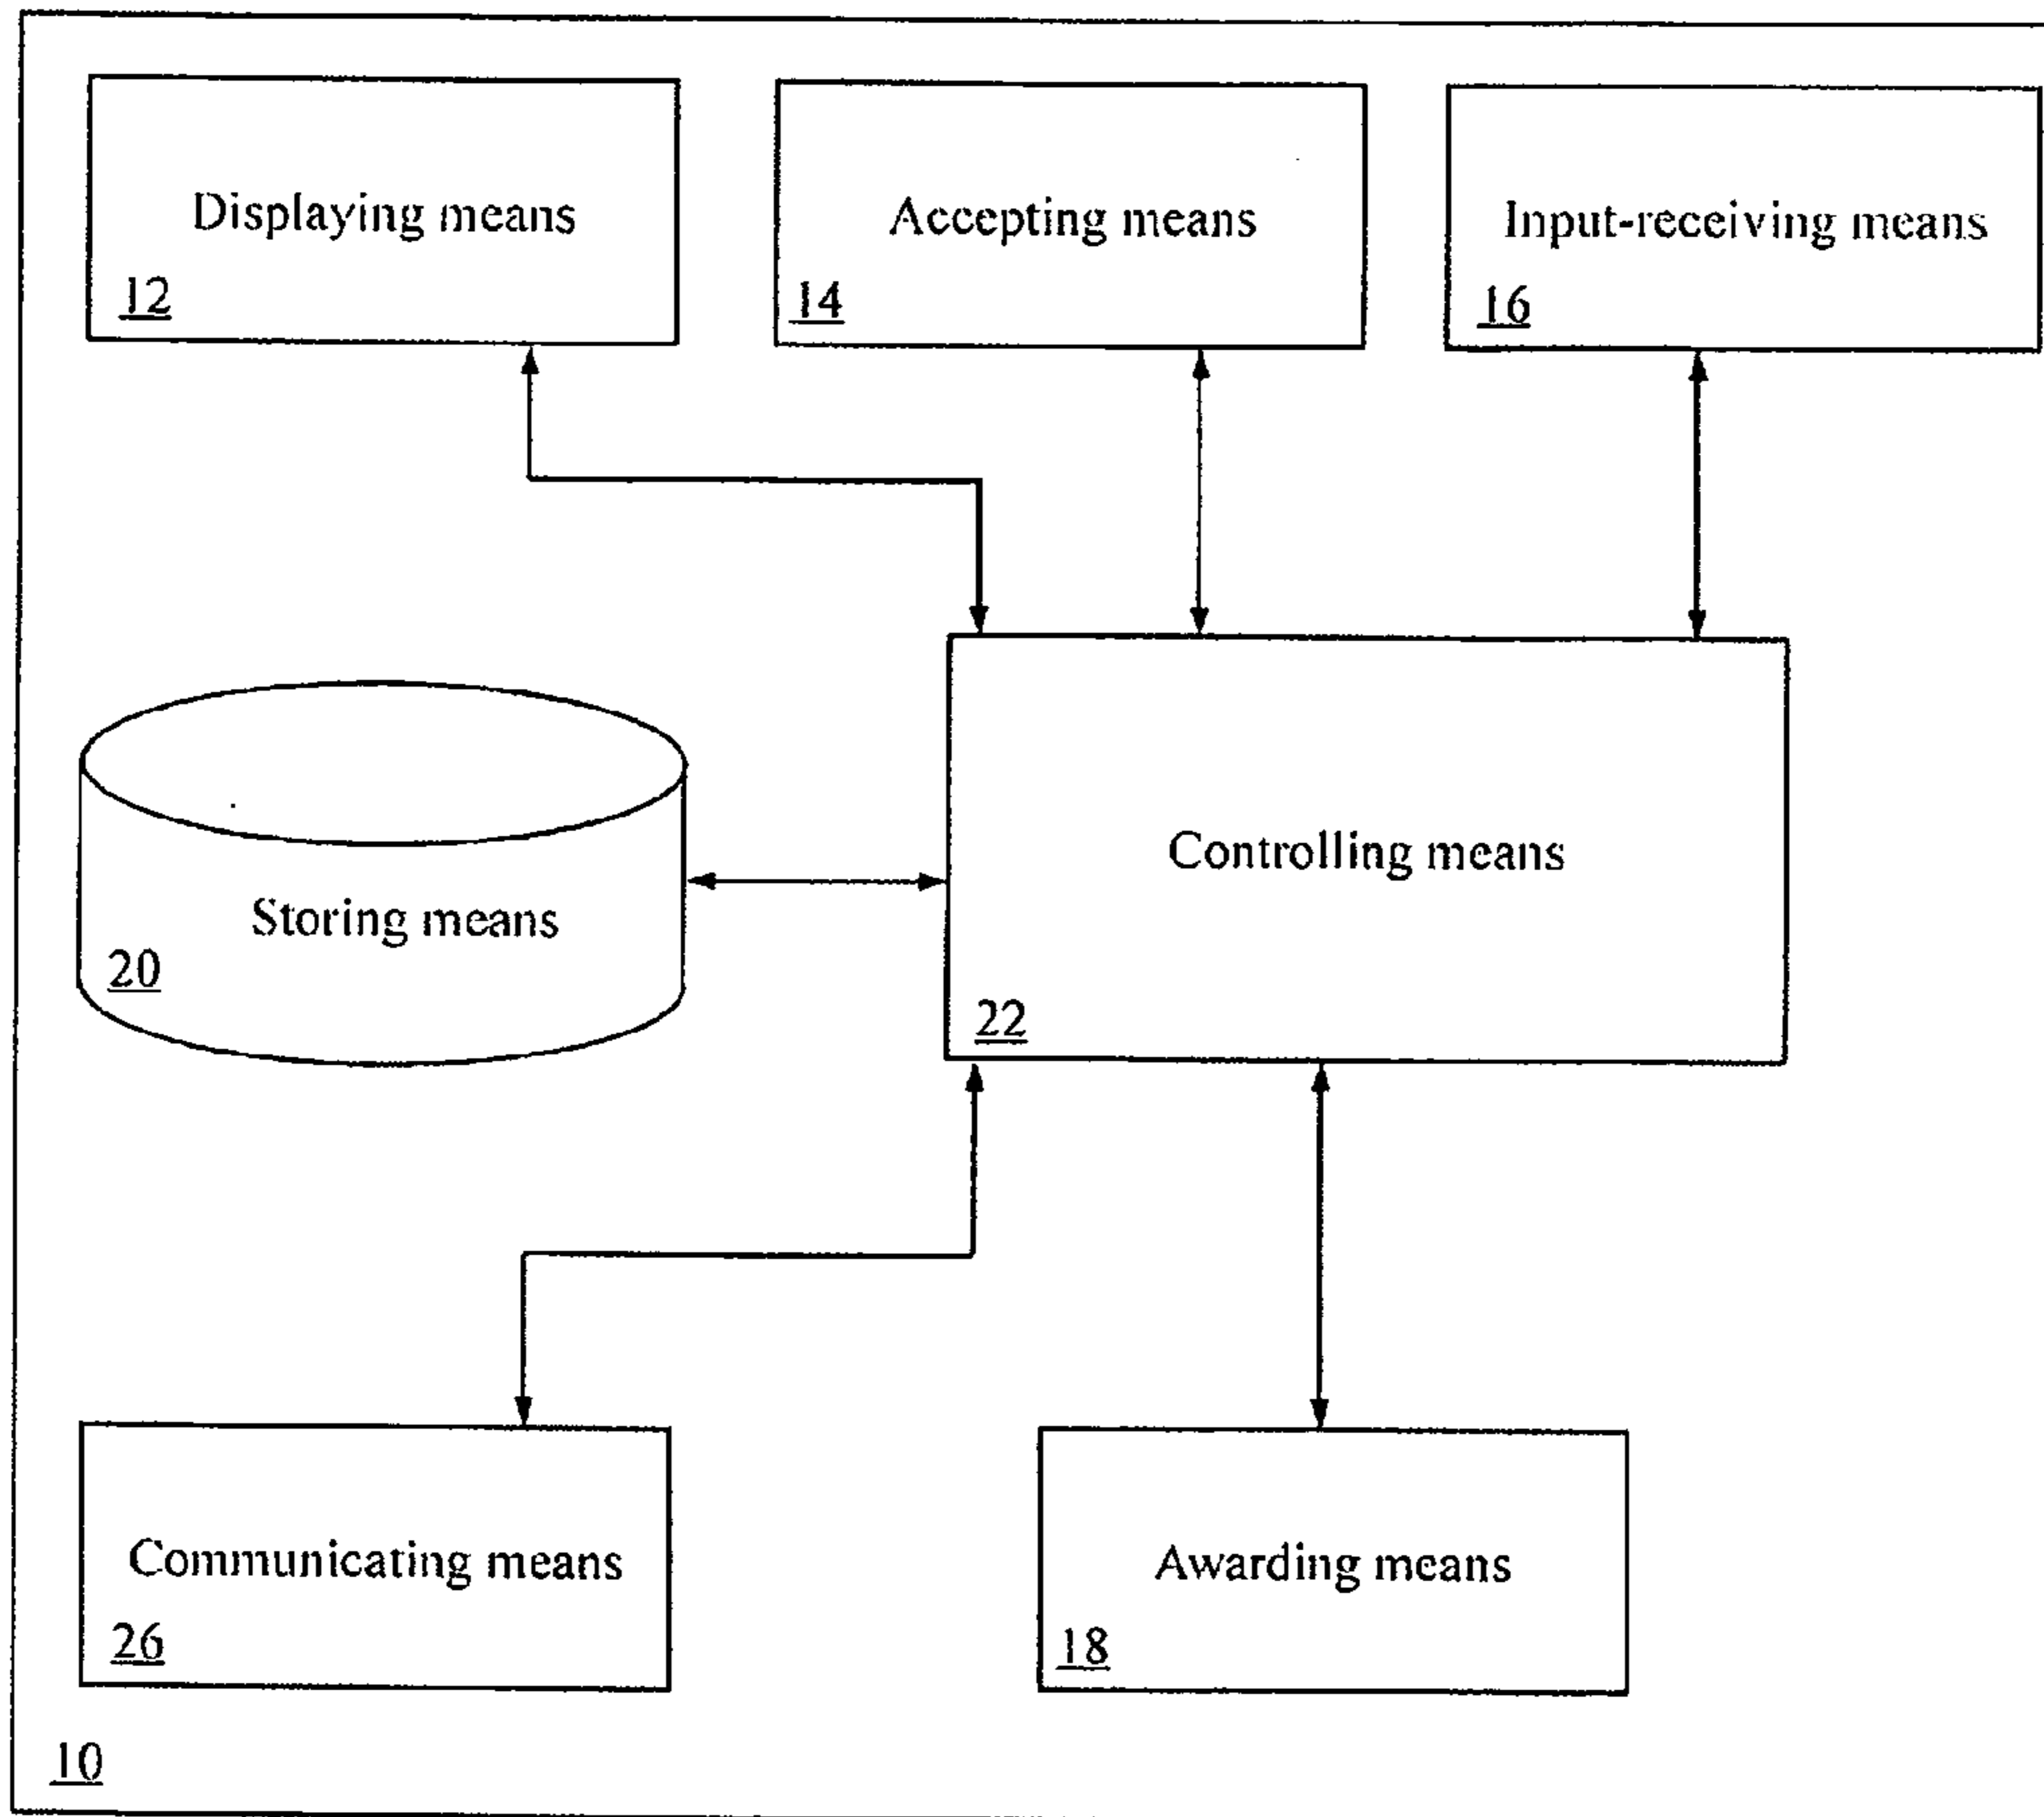 Displaying means
12
Accepting means
14
Input-receiving means
16
Storing means
20
Controlling means
22
Communicating means
26
Awarding means
18
10